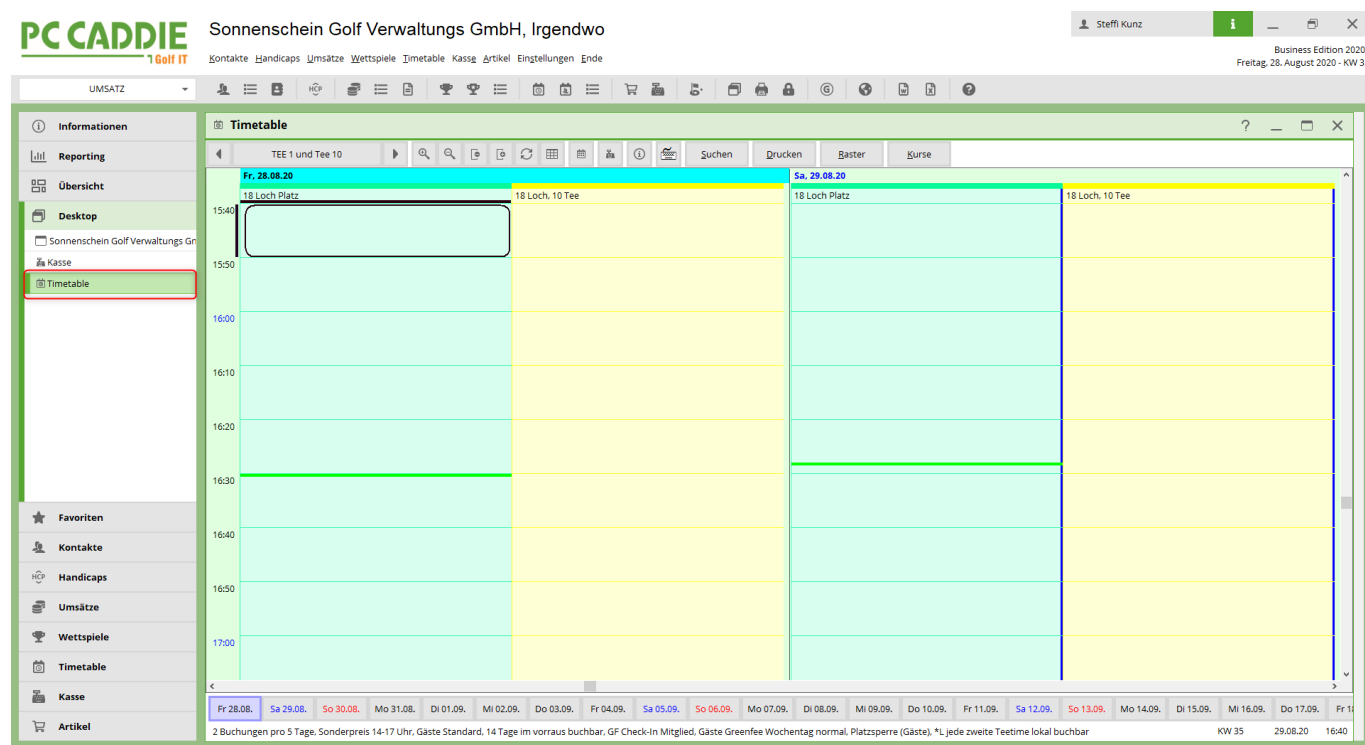 PC CADDIE
Golf IT
Sonnenschein Golf Verwaltungs GmbH, Irgendwo
Kontakte Handicaps Umsätze Wettspiele Timetable Kasse Artikel Einstellungen Ende
Steffi Kunz
i
Business Edition 2020
Freitag, 28. August 2020 - KW 3
UMSATZ
HCP
Informationen
Reporting
Übersicht
Desktop
Sonnenschein Golf Verwaltungs Gm
Kasse
Timetable
Favoriten
Kontakte
HCP Handicaps
Umsätze
Wettspiele
Timetable
Kasse
Artikel
Timetable
TEE 1 und Tee 10
Suchen Drucken Raster Kurse
Fr, 28.08.20 Sa, 29.08.20
18 Loch Platz 18 Loch, 10 Tee 18 Loch Platz 18 Loch, 10 Tee
15:40
15:50
16:00
16:10
16:20
16:30
16:40
16:50
17:00
Fr 28.08. Sa 29.08. So 30.08. Mo 31.08. Di 01.09. Mi 02.09. Do 03.09. Fr 04.09. Sa 05.09. So 06.09. Mo 07.09. Di 08.09. Mi 09.09. Do 10.09. Fr 11.09. Sa 12.09. So 13.09. Mo 14.09. Di 15.09. Mi 16.09. Do 17.09. Fr 1
2 Buchungen pro 5 Tage, Sonderpreis 14-17 Uhr, Gäste Standard, 14 Tage im vorraus buchbar, GF Check-In Mitglied, Gäste Greenfee Wochentag normal, Platzsperre (Gäste), *L jede zweite Teetime lokal buchbar KW 35 29.08.20 16:40